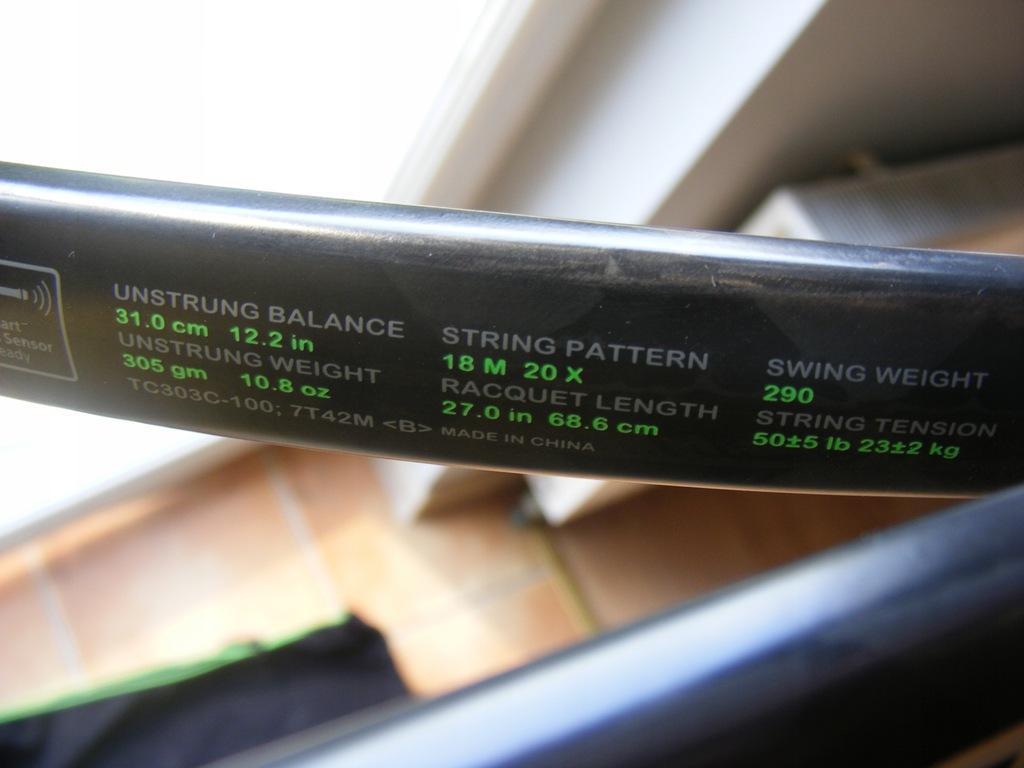 UNSTRUNG BALANCE
31.0 cm 12.2 in
UNSTRUNG WEIGHT
305 gm 10.8 oz
TC303C-100; 7T42M <B> MADE IN CHINA
STRING PATTERN
18 M 20 X
RACQUET LENGTH
27.0 in 68.6 cm
SWING WEIGHT
290
STRING TENSION
50±5 lb 23±2 kg
Sensor